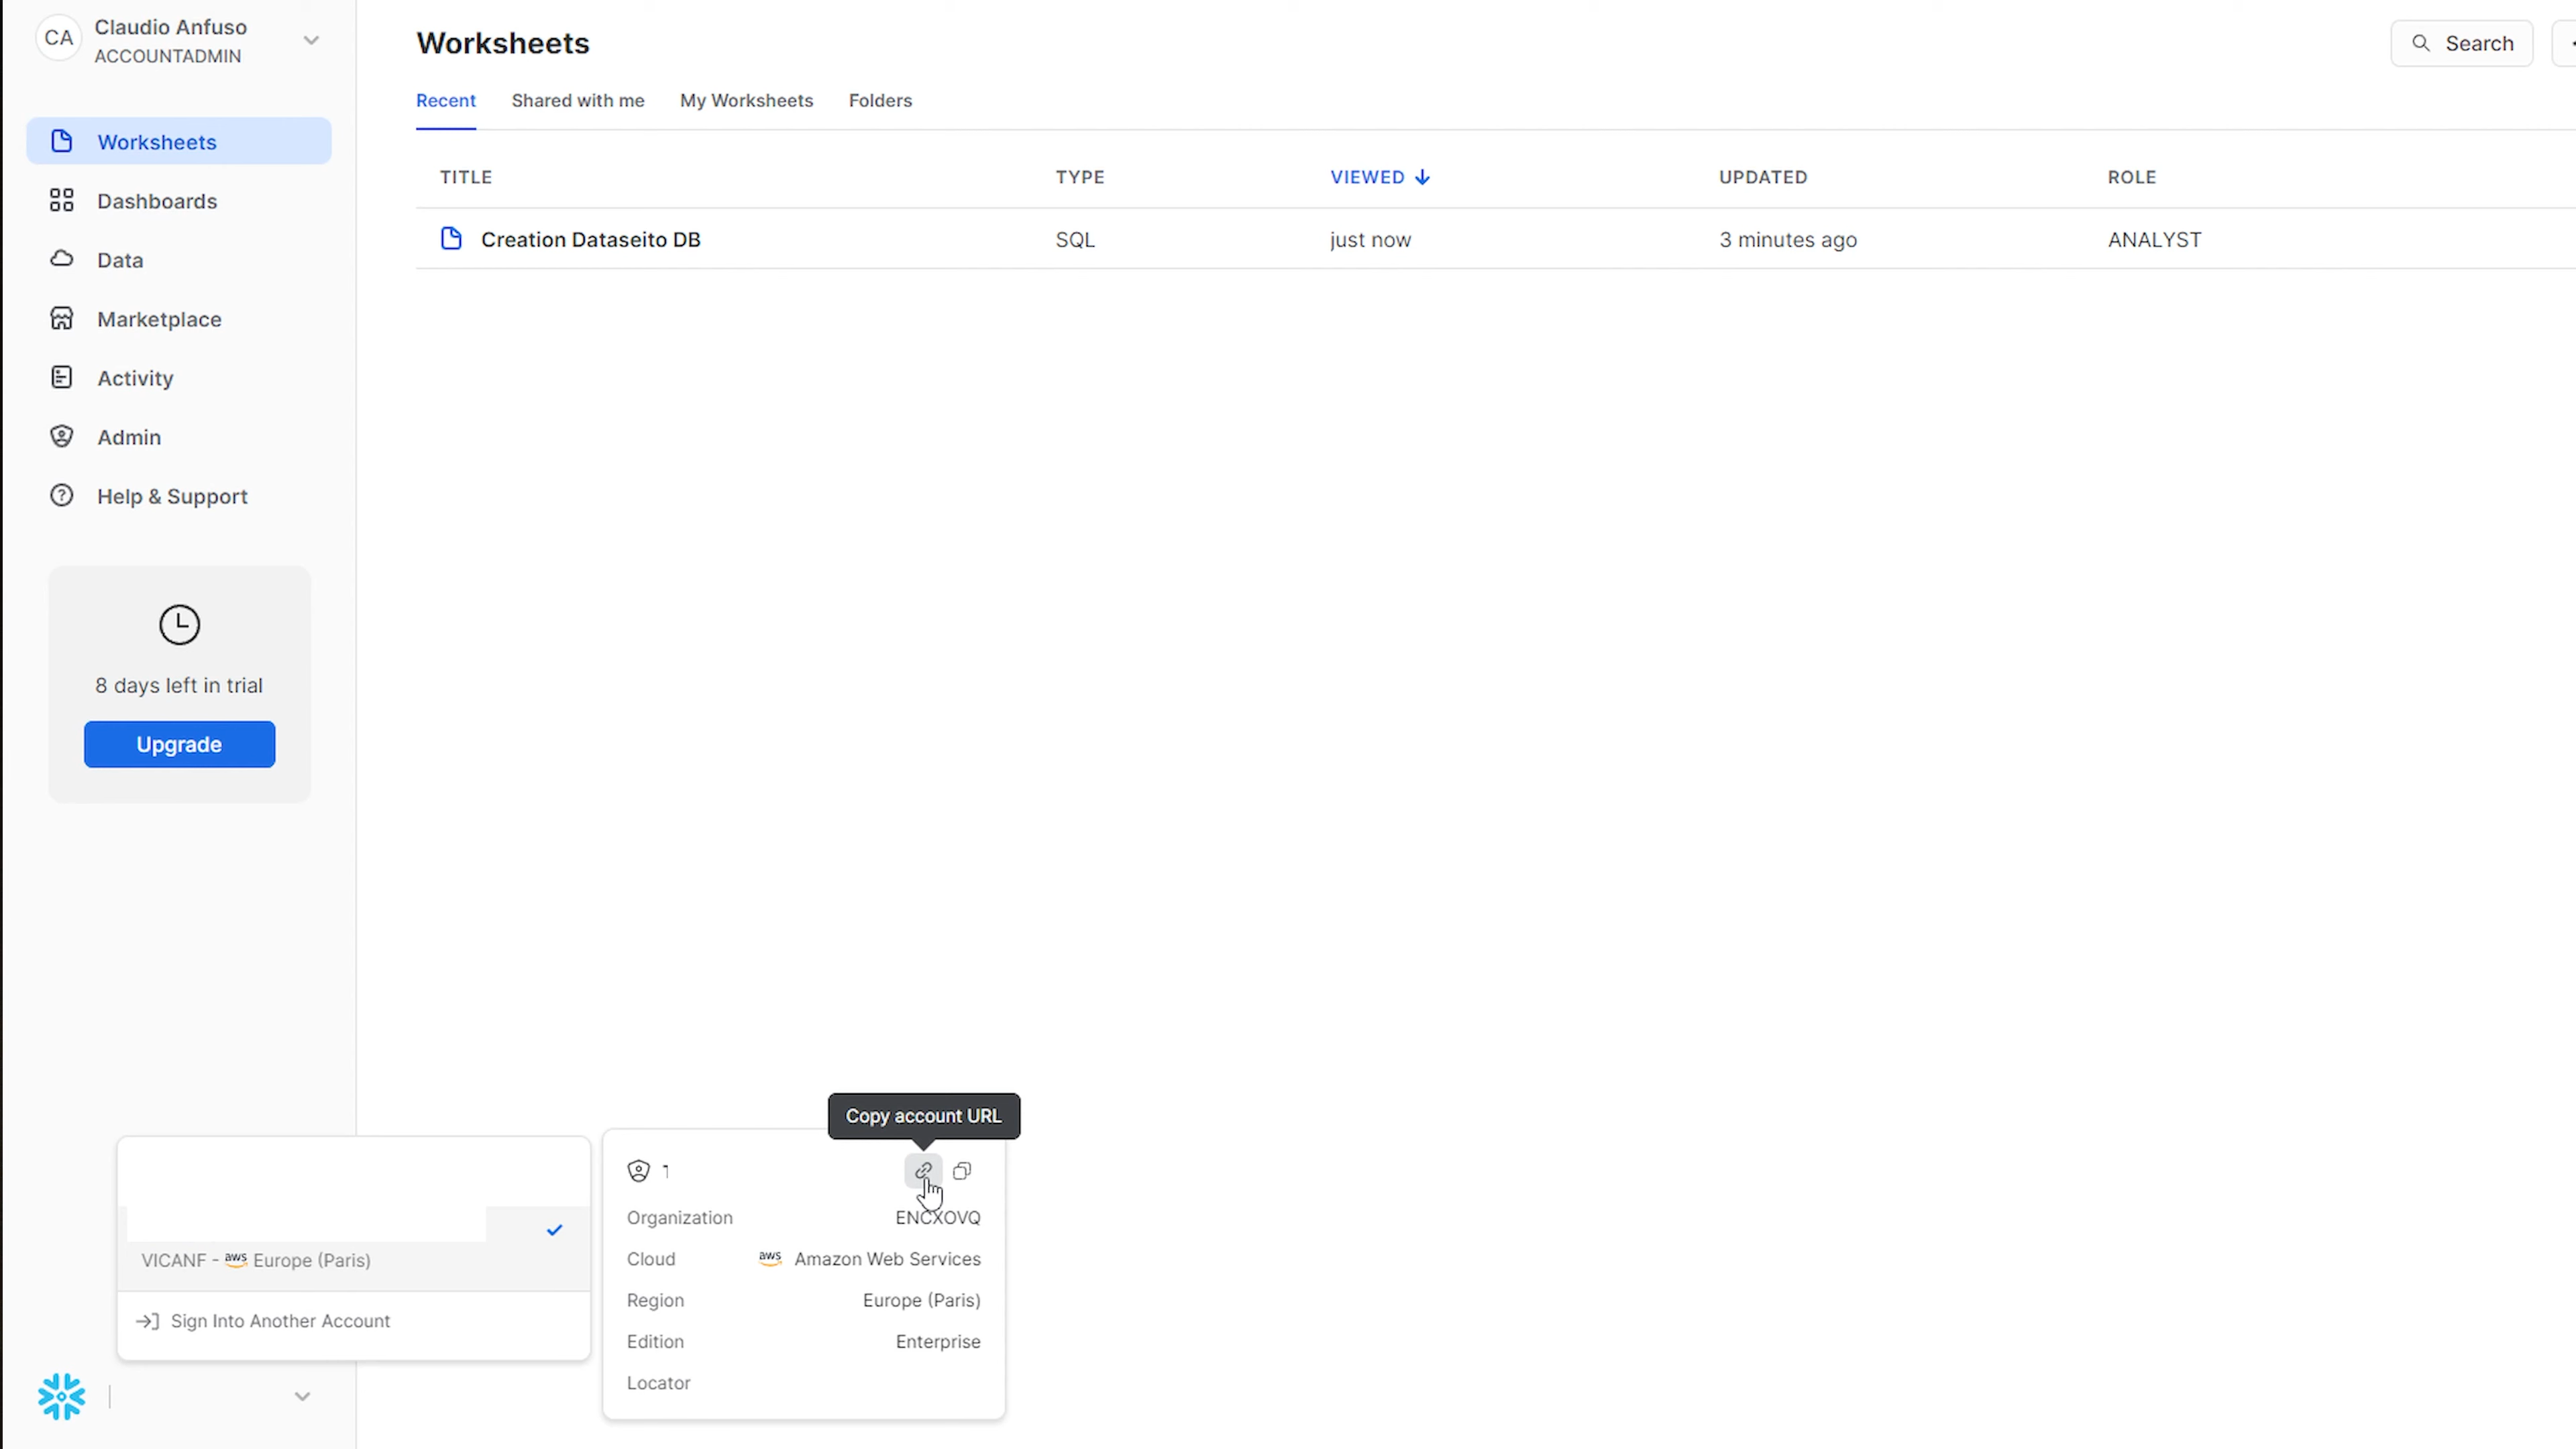 CA
Claudio Anfuso
ACCOUNTADMIN
Worksheets
Dashboards
Data
Marketplace
Activity
Admin
Help & Support
8 days left in trial
Upgrade
Worksheets
Search
Recent Shared with me My Worksheets Folders
TITLE TYPE VIEWED UPDATED ROLE
Creation Dataseito DB SQL just now 3 minutes ago ANALYST
VICANF - aws Europe (Paris)
Sign Into Another Account
Copy account URL
Organization ENCXOVQ
Cloud aws Amazon Web Services
Region Europe (Paris)
Edition Enterprise
Locator